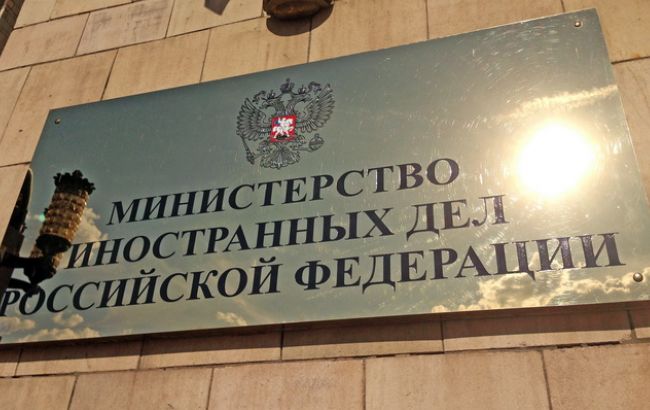 МИНИСТЕРСТВО
ИНОСТРАННЫХ ДЕЛ
РОССИЙСКОЙ ФЕДЕРАЦИИ